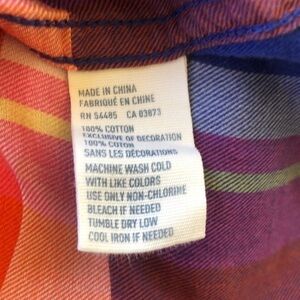 MADE IN CHINA
FABRIQUÉ EN CHINE
RN 54485 CA 03873
100% COTTON
EXCLUSIVE OF DECORATION
100% COTON
SANS LES DÉCORATION
MACHINE WASH COLD
WITH LIKE COLORS
USE ONLY NON-CHLORINE
BLEACH IF NEEDED
TUMBLE DRY LOW
COOL IRON IF NEEDED